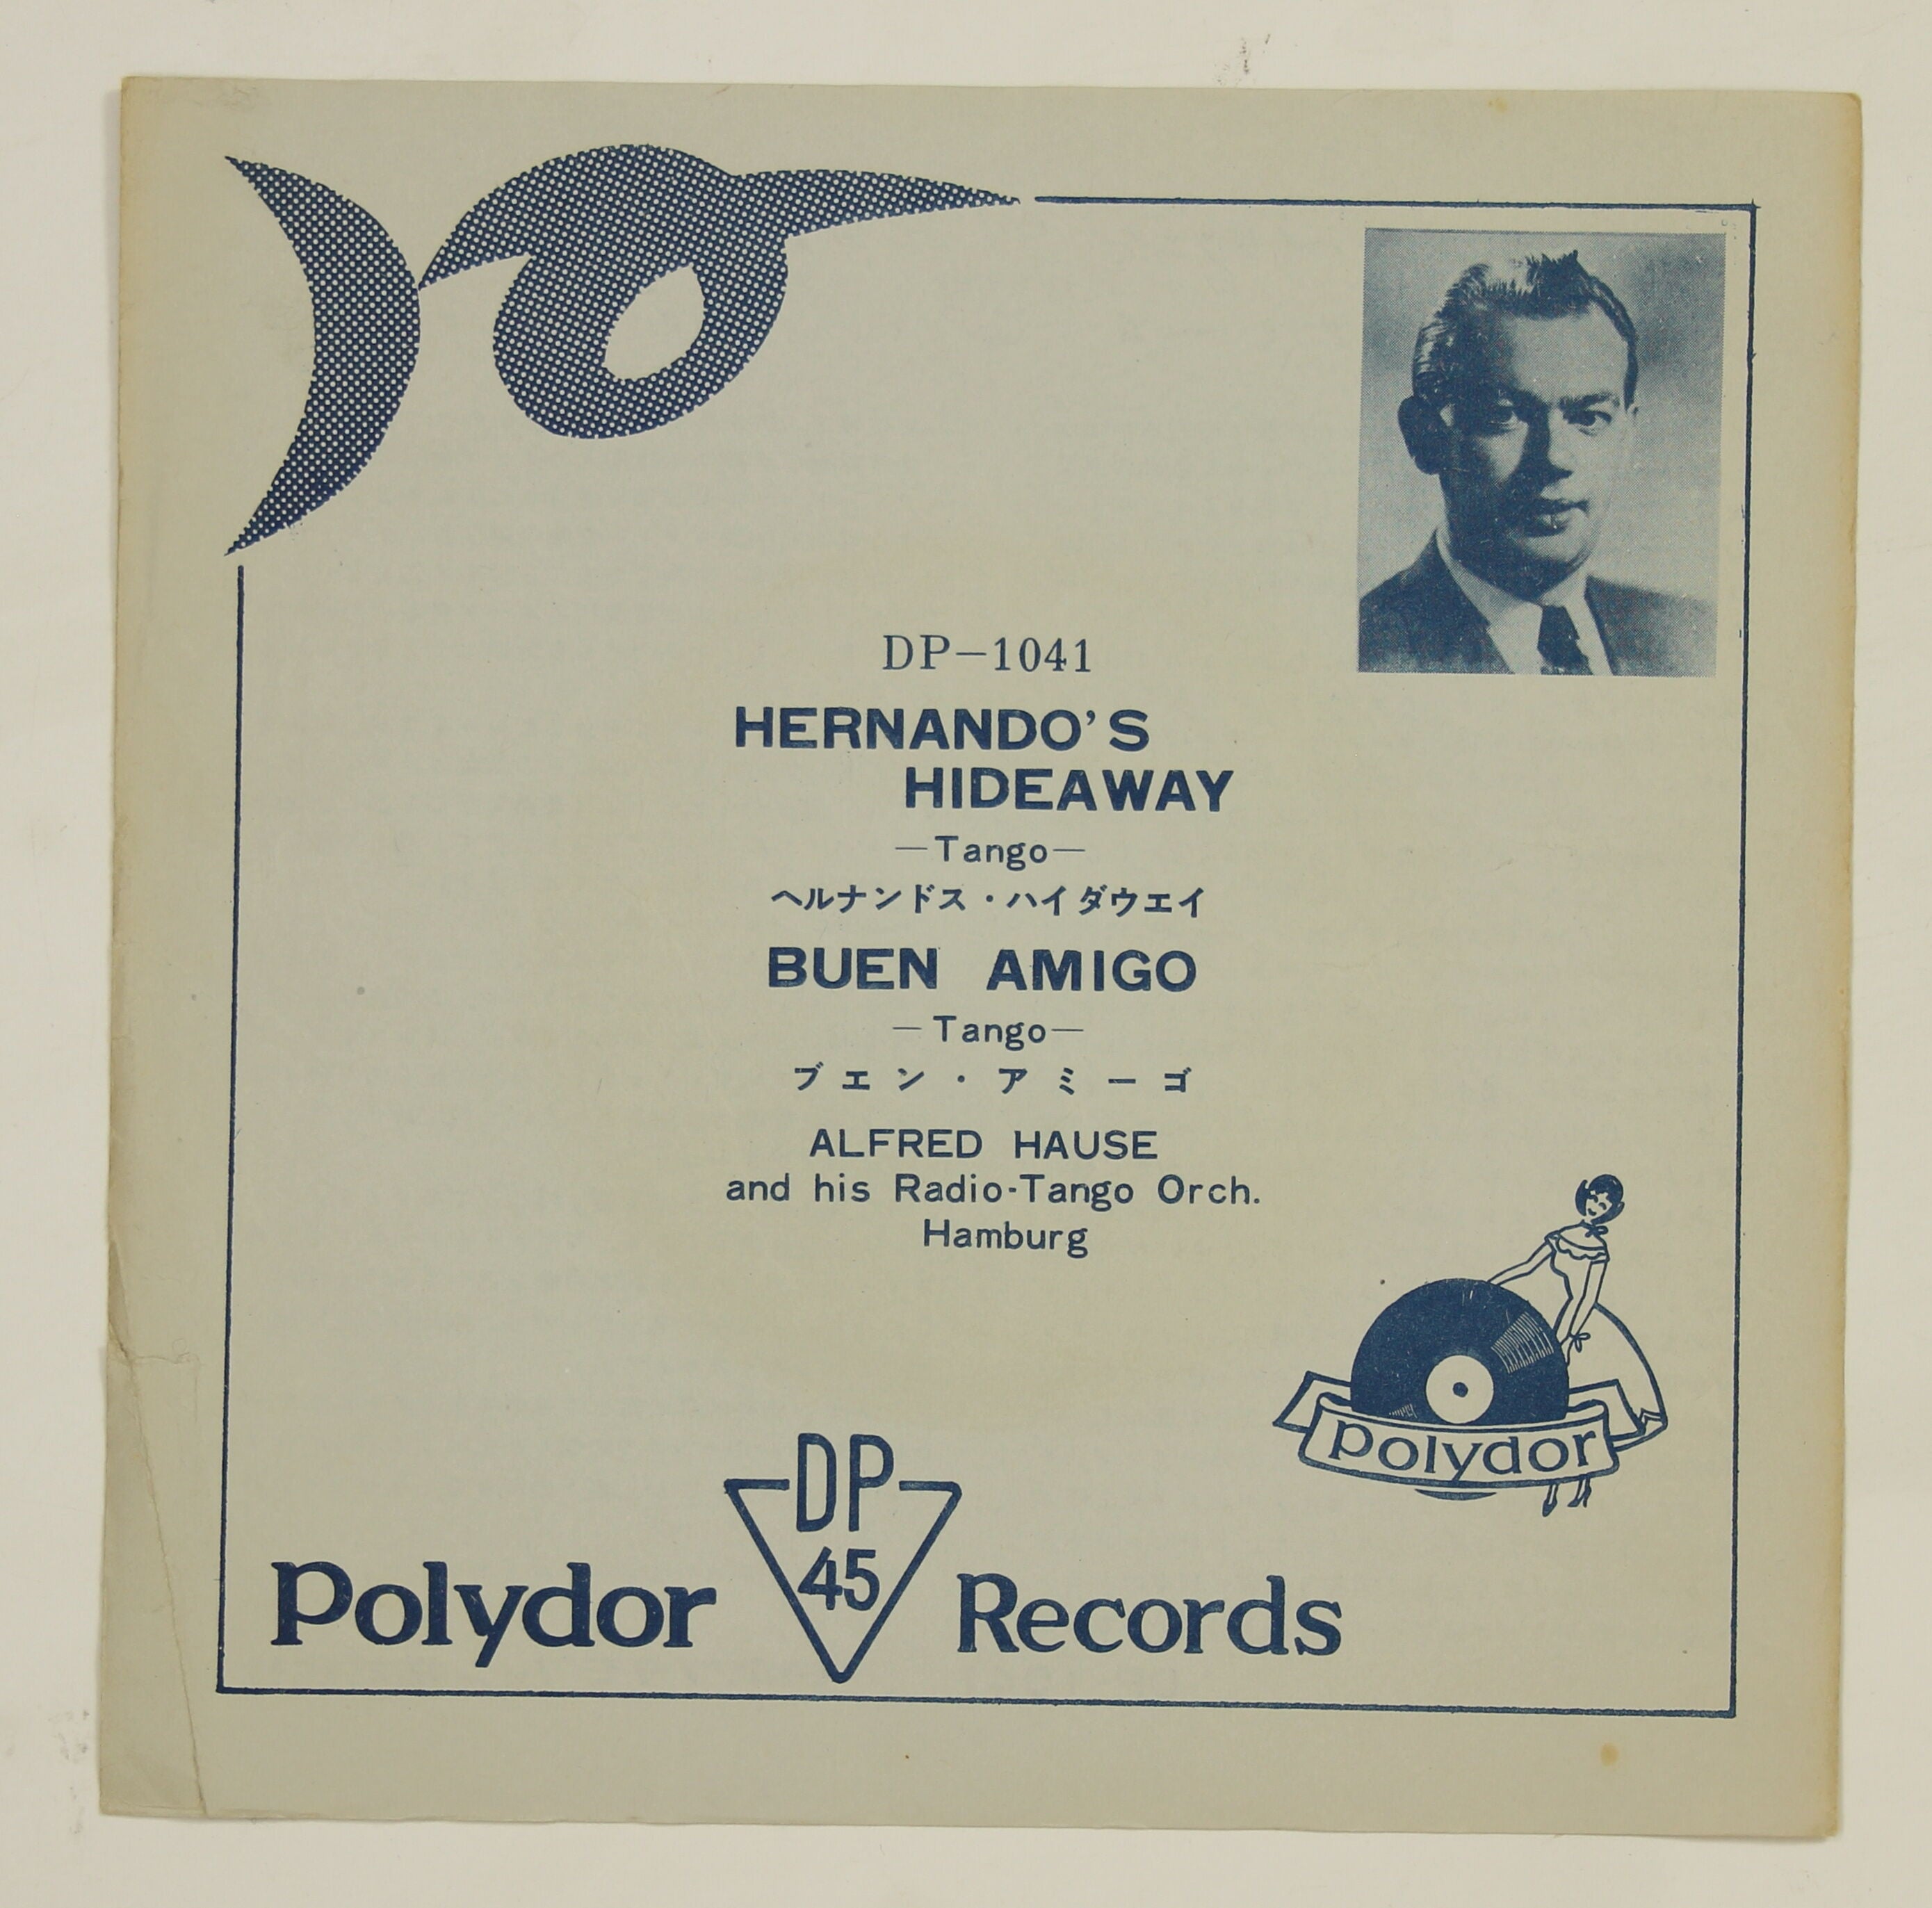 DP-1041
HERNANDO'S
HIDEAWAY
—Tango—
ヘルナンドス・ハイダウエイ
BUEN AMIGO
—Tango—
ブエン・アミーゴ
ALFRED HAUSE
and his Radio-Tango Orch.
Hamburg
polydor
DP
45
Polydor Records